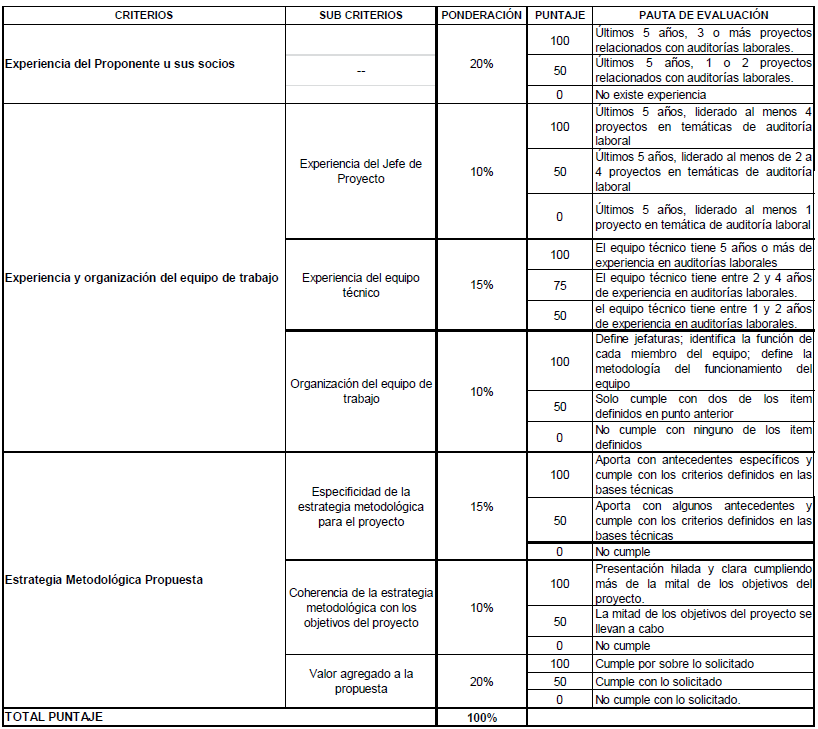 CRITERIOS SUB CRITERIOS PONDERACIÓN PUNTAJE PAUTA DE EVALUACIÓN
Experiencia del Proponente u sus socios
--
20%
100
Últimos 5 años, 3 o más proyectos
relacionados con auditorías laborales.
50
Últimos 5 años, 1 o 2 proyectos
relacionados con auditorías laborales.
0
No existe experiencia
Experiencia y organización del equipo de trabajo
Experiencia del Jefe de
Proyecto
10%
100
Últimos 5 años, liderado al menos 4
proyectos en temáticas de auditoría
laboral
50
Últimos 5 años, liderado al menos de 2 a
4 proyectos en temáticas de auditoría
laboral
0
Últimos 5 años, liderado al menos 1
proyecto en temática de auditoría laboral
Experiencia del equipo
técnico
15%
100
El equipo técnico tiene 5 años o más de
experiencia en auditorías laborales
75
El equipo técnico tiene entre 2 y 4 años
de experiencia en auditorías laborales.
50
el equipo técnico tiene entre 1 y 2 años
de experiencia en auditorías laborales.
Organización del equipo de
trabajo
10%
100
Define jefaturas; identifica la función de
cada miembro del equipo; define la
metodología del funcionamiento del
equipo
50
Solo cumple con dos de los item
definidos en punto anterior
0
No cumple con ninguno de los item
definidos
Estrategia Metodológica Propuesta
Especificidad de la
estrategia metodológica
para el proyecto
15%
100
Aporta con antecedentes específicos y
cumple con los criterios definidos en las
bases técnicas
50
Aporta con algunos antecedentes y
cumple con los criterios definidos en las
bases técnicas
0
No cumple
Coherencia de la estrategia
metodológica con los
objetivos del proyecto
10%
100
Presentación hilada y clara cumpliendo
más de la mital de los objetivos del
proyecto.
50
La mitad de los objetivos del proyecto se
llevan a cabo
0
No cumple
Valor agregado a la
propuesta
20%
100
Cumple por sobre lo solicitado
50
Cumple con lo solicitado
0
No cumple con lo solicitado.
TOTAL PUNTAJE 100%